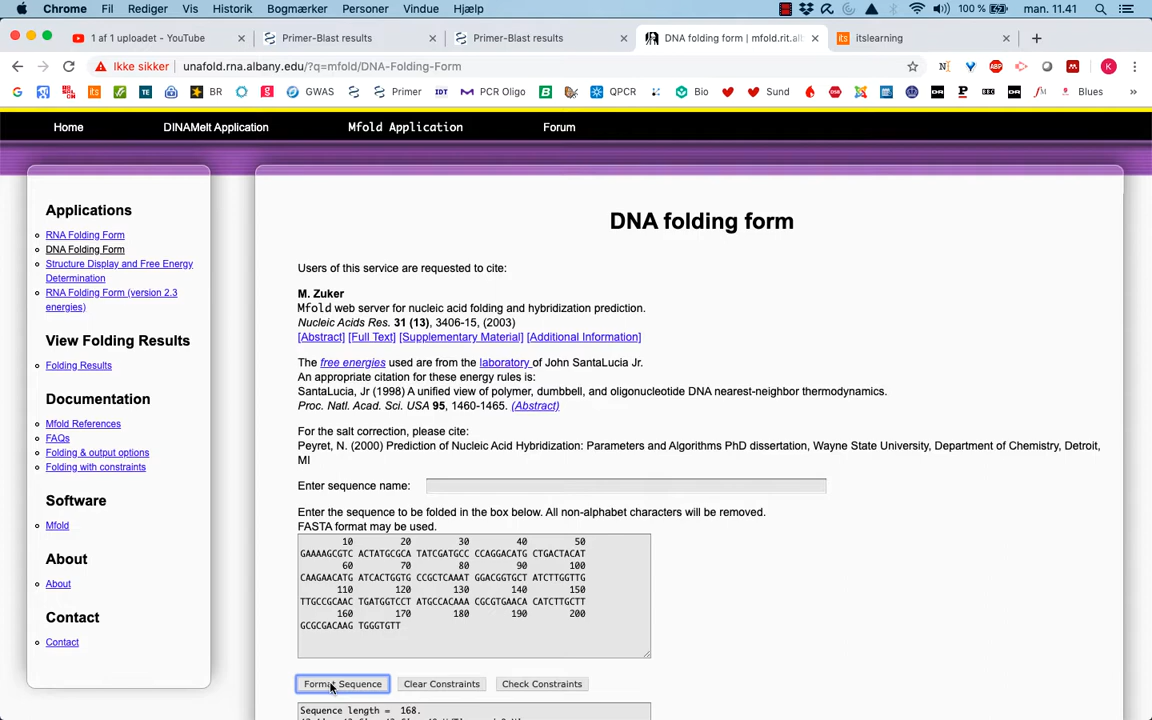 Chrome Fil Rediger Vis Historik Bogmærker Personer Vindue Hjælp 100 % man. 11.41
1 af 1 uploadet - YouTube Primer-Blast results Primer-Blast results DNA folding form | mfold.rit.al itslearning
Ikke sikker unafold.rna.albany.edu/?q=mfold/DNA-Folding-Form
BR GWAS Primer IDT PCR Oligo QPCR Bio Sund Blues
Home DINAMelt Application Mfold Application Forum
Applications
RNA Folding Form
DNA Folding Form
Structure Display and Free Energy
Determination
RNA Folding Form (version 2.3
energies)
View Folding Results
Folding Results
Documentation
Mfold References
FAQs
Folding & output options
Folding with constraints
Software
Mfold
About
About
Contact
Contact
DNA folding form
Users of this service are requested to cite:
M. Zuker
Mfold web server for nucleic acid folding and hybridization prediction.
Nucleic Acids Res. 31 (13), 3406-15, (2003)
[Abstract] [Full Text] [Supplementary Material] [Additional Information]
The free energies used are from the laboratory of John SantaLucia Jr.
An appropriate citation for these energy rules is:
SantaLucia, Jr (1998) A unified view of polymer, dumbbell, and oligonucleotide DNA nearest-neighbor thermodynamics.
Proc. Natl. Acad. Sci. USA 95, 1460-1465. (Abstract)
For the salt correction, please cite:
Peyret, N. (2000) Prediction of Nucleic Acid Hybridization: Parameters and Algorithms PhD dissertation, Wayne State University, Department of Chemistry, Detroit,
MI
Enter sequence name:
Enter the sequence to be folded in the box below. All non-alphabet characters will be removed.
FASTA format may be used.
10 20 30 40 50
GAAAAGCGTC ACTATGCGCA TATCGATGCC CCAGGACATG CTGACTACAT
60 70 80 90 100
CAAGAACATG ATCACTGGTG CCGCTCAAAT GGACGGTGCT ATCTTGGTTG
110 120 130 140 150
TTGCCGCAAC TGATGGTCCT ATGCCACAAA CGCGTGAACA CATCTTGCTT
160 170 180 190 200
GCGCGACAAG TGGGTGTT
Format Sequence Clear Constraints Check Constraints
Sequence length = 168.